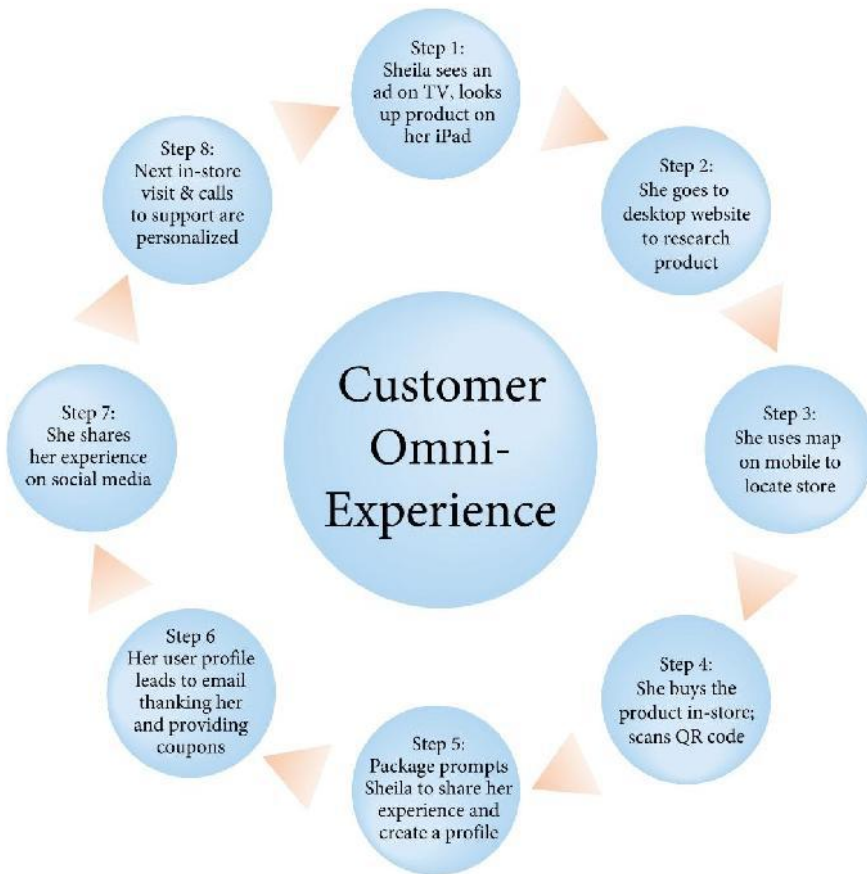 Step 1:
Sheila sees an
ad on TV, looks
up product on
her iPad
Step 2:
She goes to
desktop website
to research
product
Step 3:
She uses map
on mobile to
locate store
Step 4:
She buys the
product in-store;
scans QR code
Step 5:
Package prompts
Sheila to share her
experience and
create a profile
Step 6
Her user profile
leads to email
thanking her
and providing
coupons
Step 7:
She shares
her experience
on social media
Step 8:
Next in-store
visit & calls
to support are
personalized
Customer
Omni-
Experience